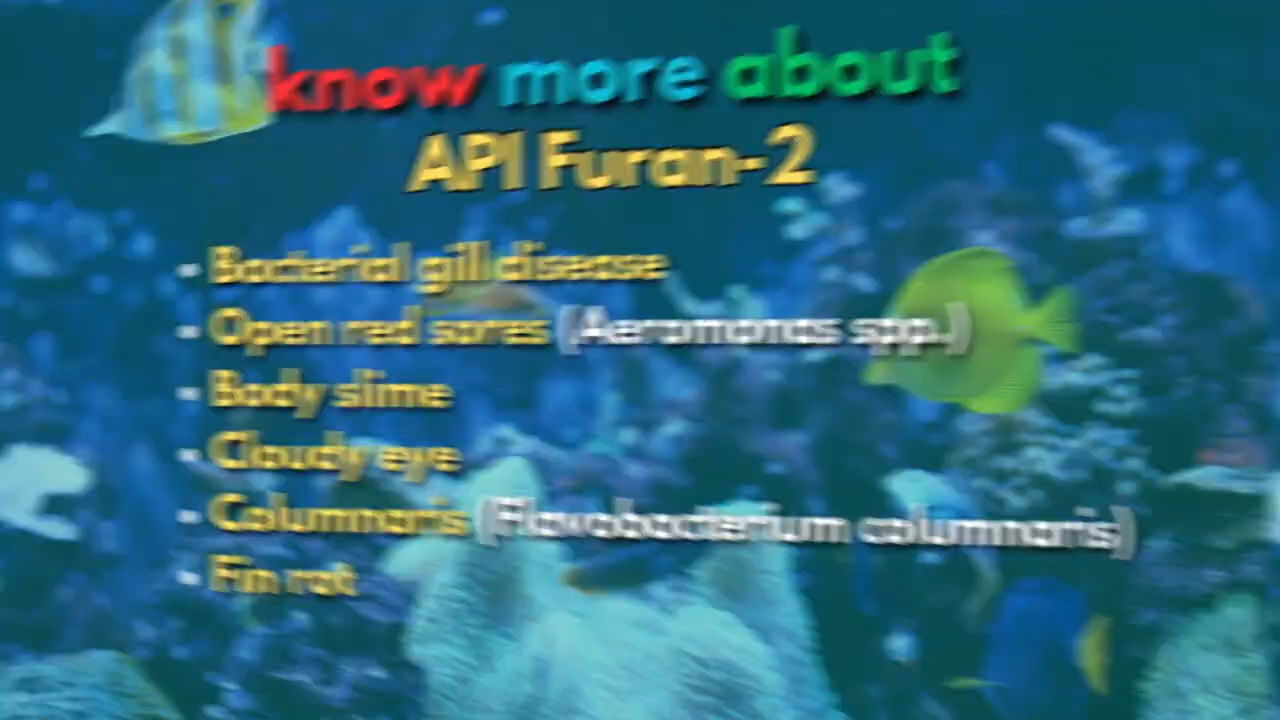 know more about
API Furan-2
- Bacterial gill disease
- Open red sores (Aeromonas spp.)
- Body slime
- Cloudy eye
- Columnaris (Flavobacterium columnaris)
- Fin rot